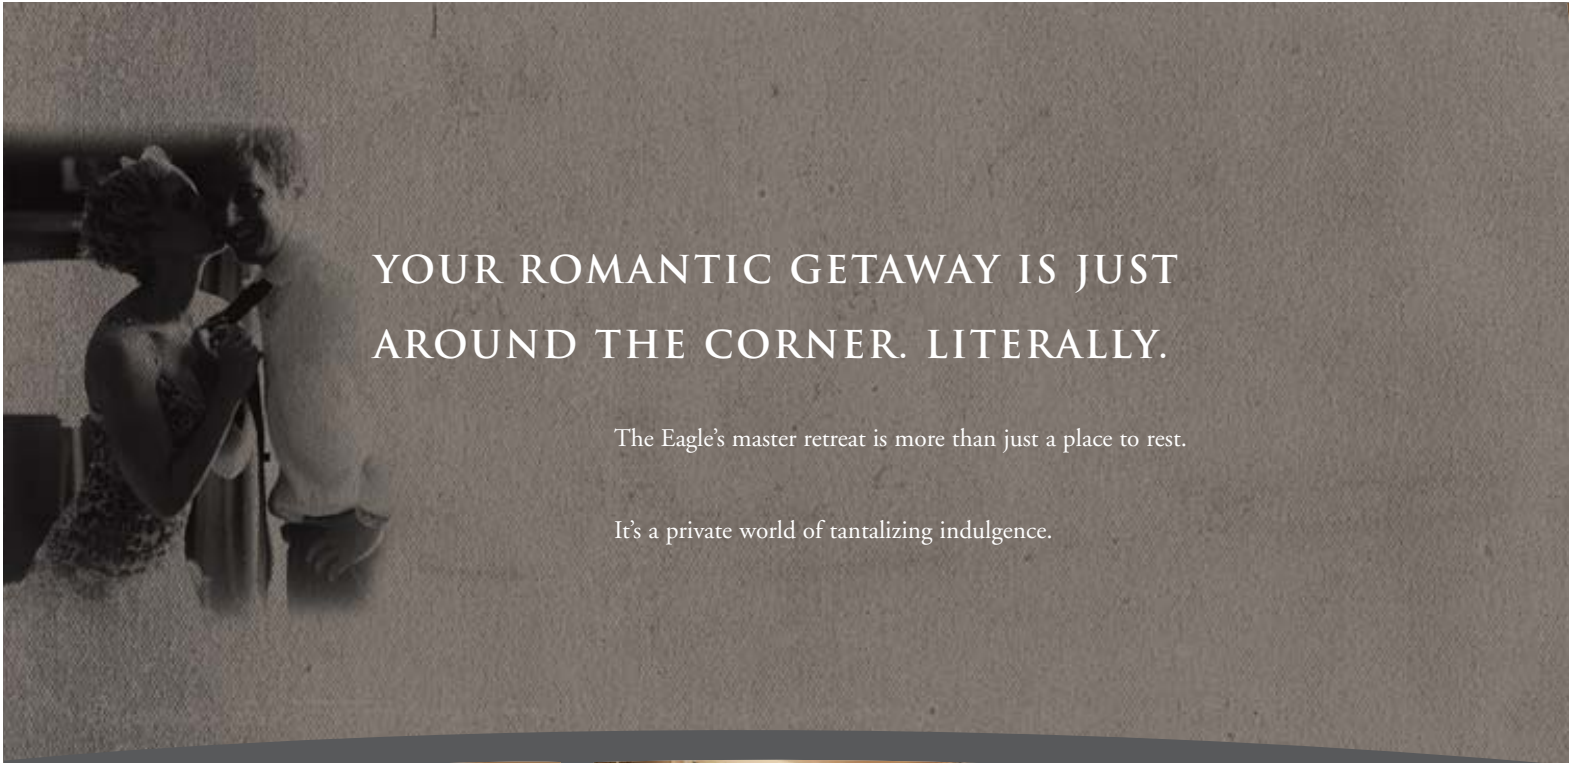 YOUR ROMANTIC GETAWAY IS JUST
AROUND THE CORNER. LITERALLY.
The Eagle’s master retreat is more than just a place to rest.
It’s a private world of tantalizing indulgence.